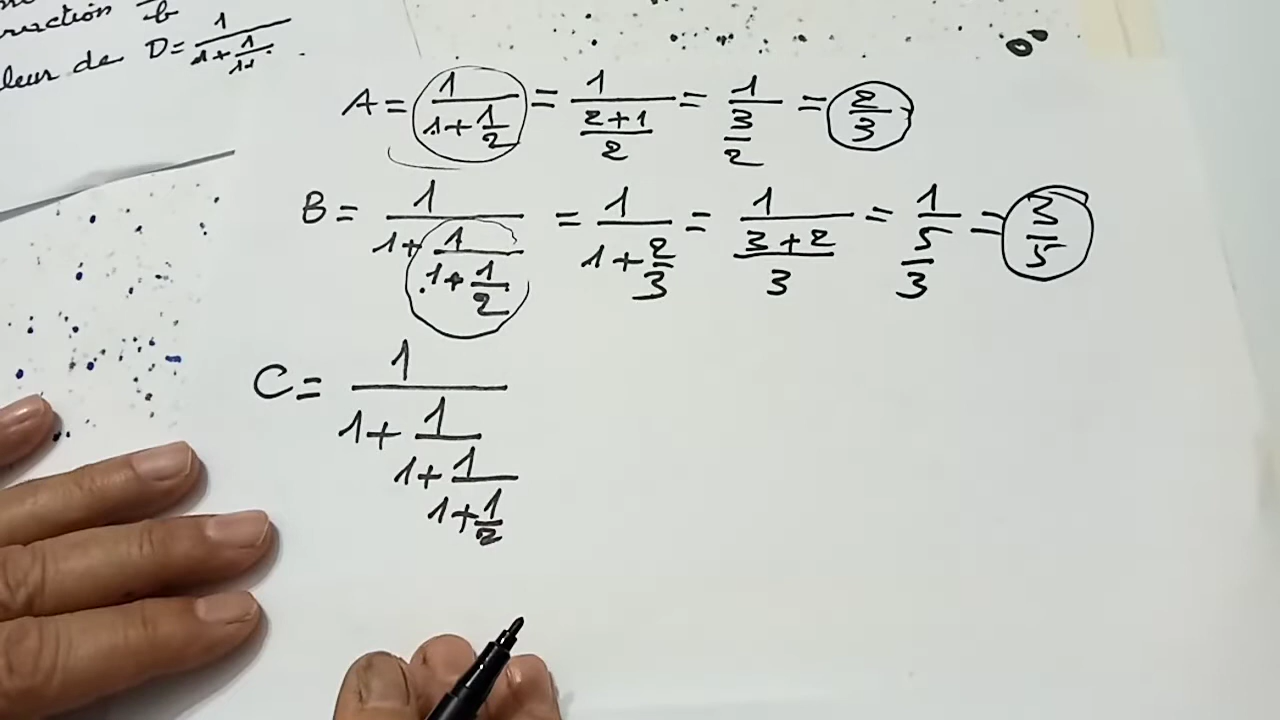 raction b
leur de D = 1/(1 + 1/(1+
A = 1/(1 + 1/2) = 1/((2+1)/2) = 1/(3/2) = 2/3
B = 1/(1 + 1/(1 + 1/2)) = 1/(1 + 2/3) = 1/((3+2)/3) = 1/(5/3) = 3/5
C = 1/(1 + 1/(1 + 1/(1 + 1/2)))